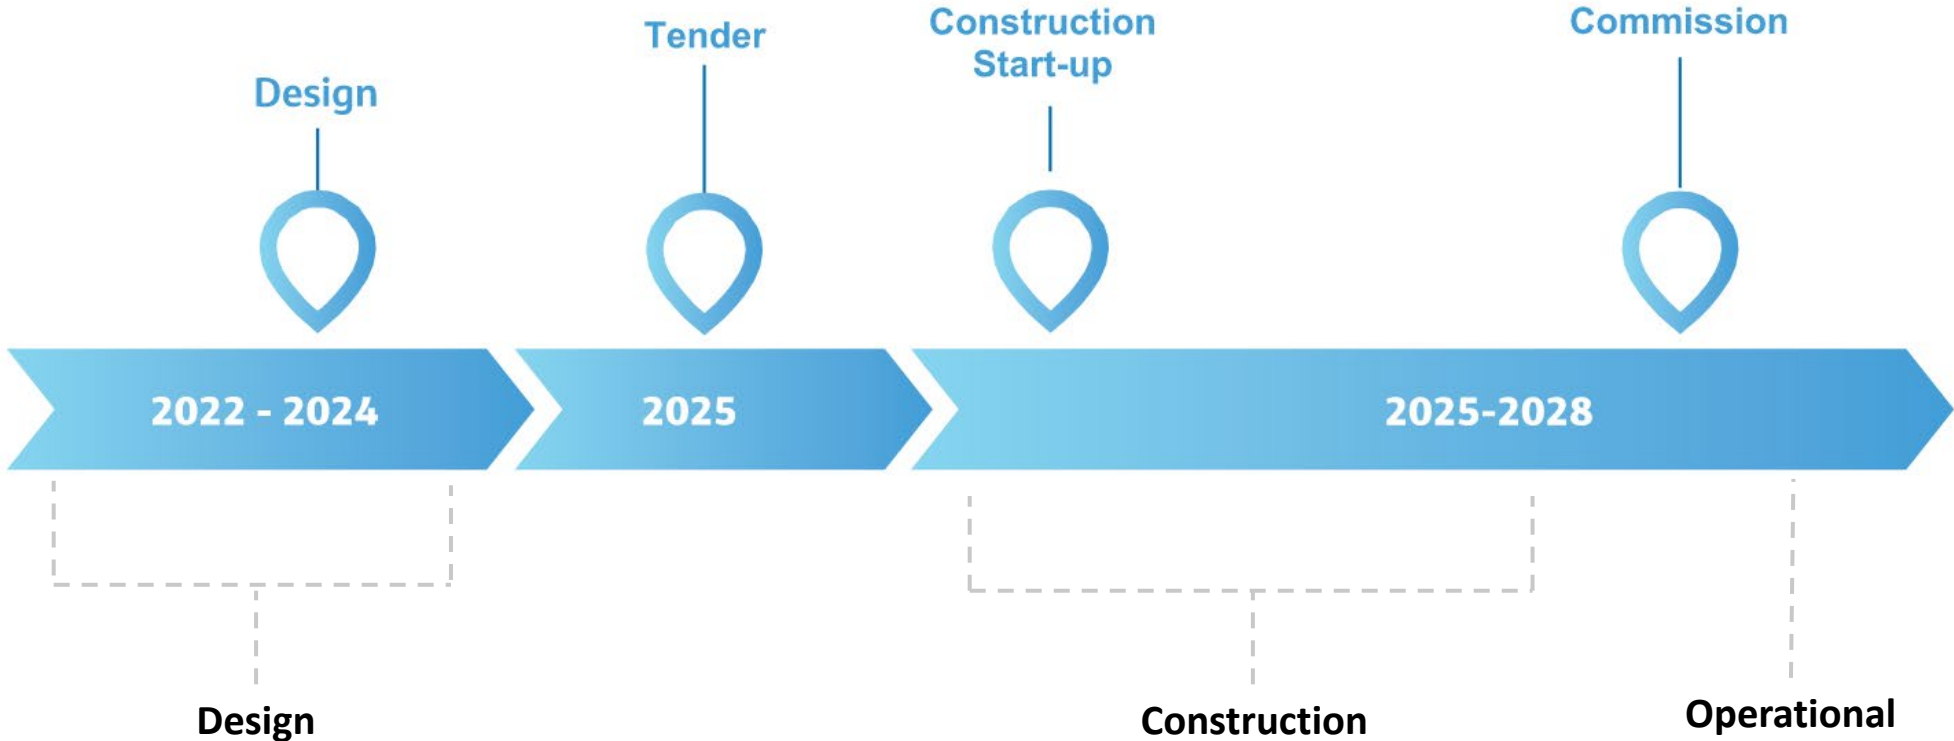 Design
Tender
Construction
Start-up
Commission
2022 - 2024
2025
2025-2028
Design
Construction
Operational